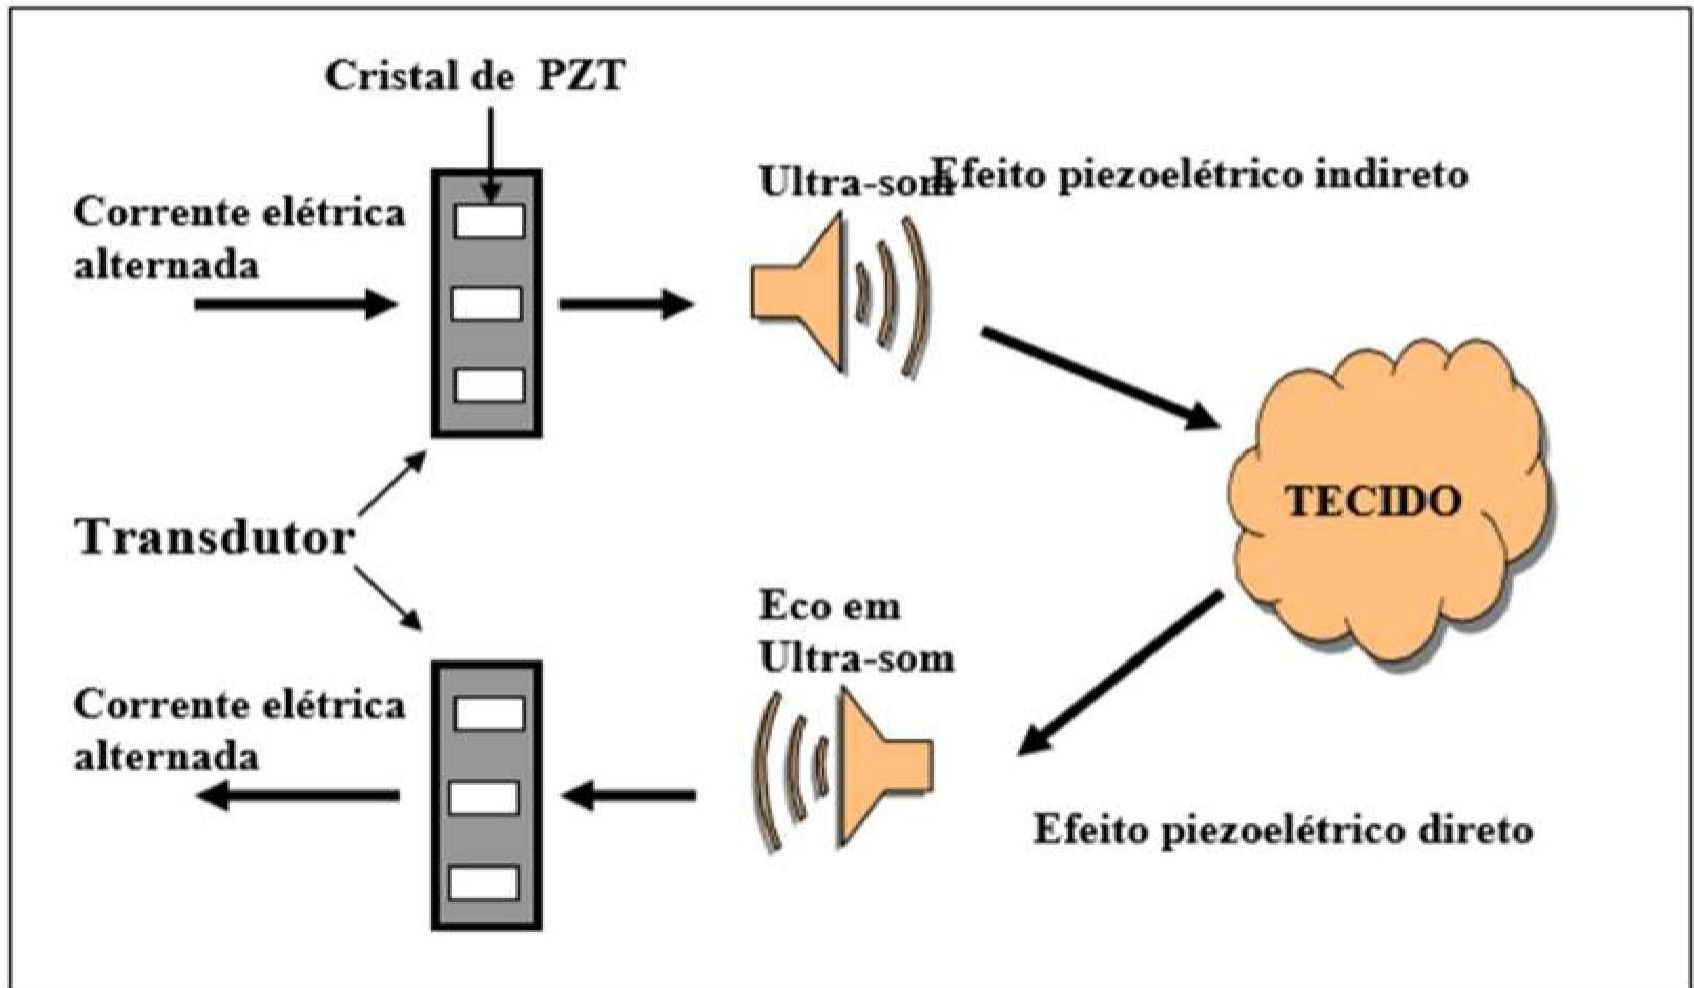 Cristal de PZT
Corrente elétrica
alternada
Ultra-som
Efeito piezoelétrico indireto
TECIDO
Transdutor
Eco em
Ultra-som
Corrente elétrica
alternada
Efeito piezoelétrico direto